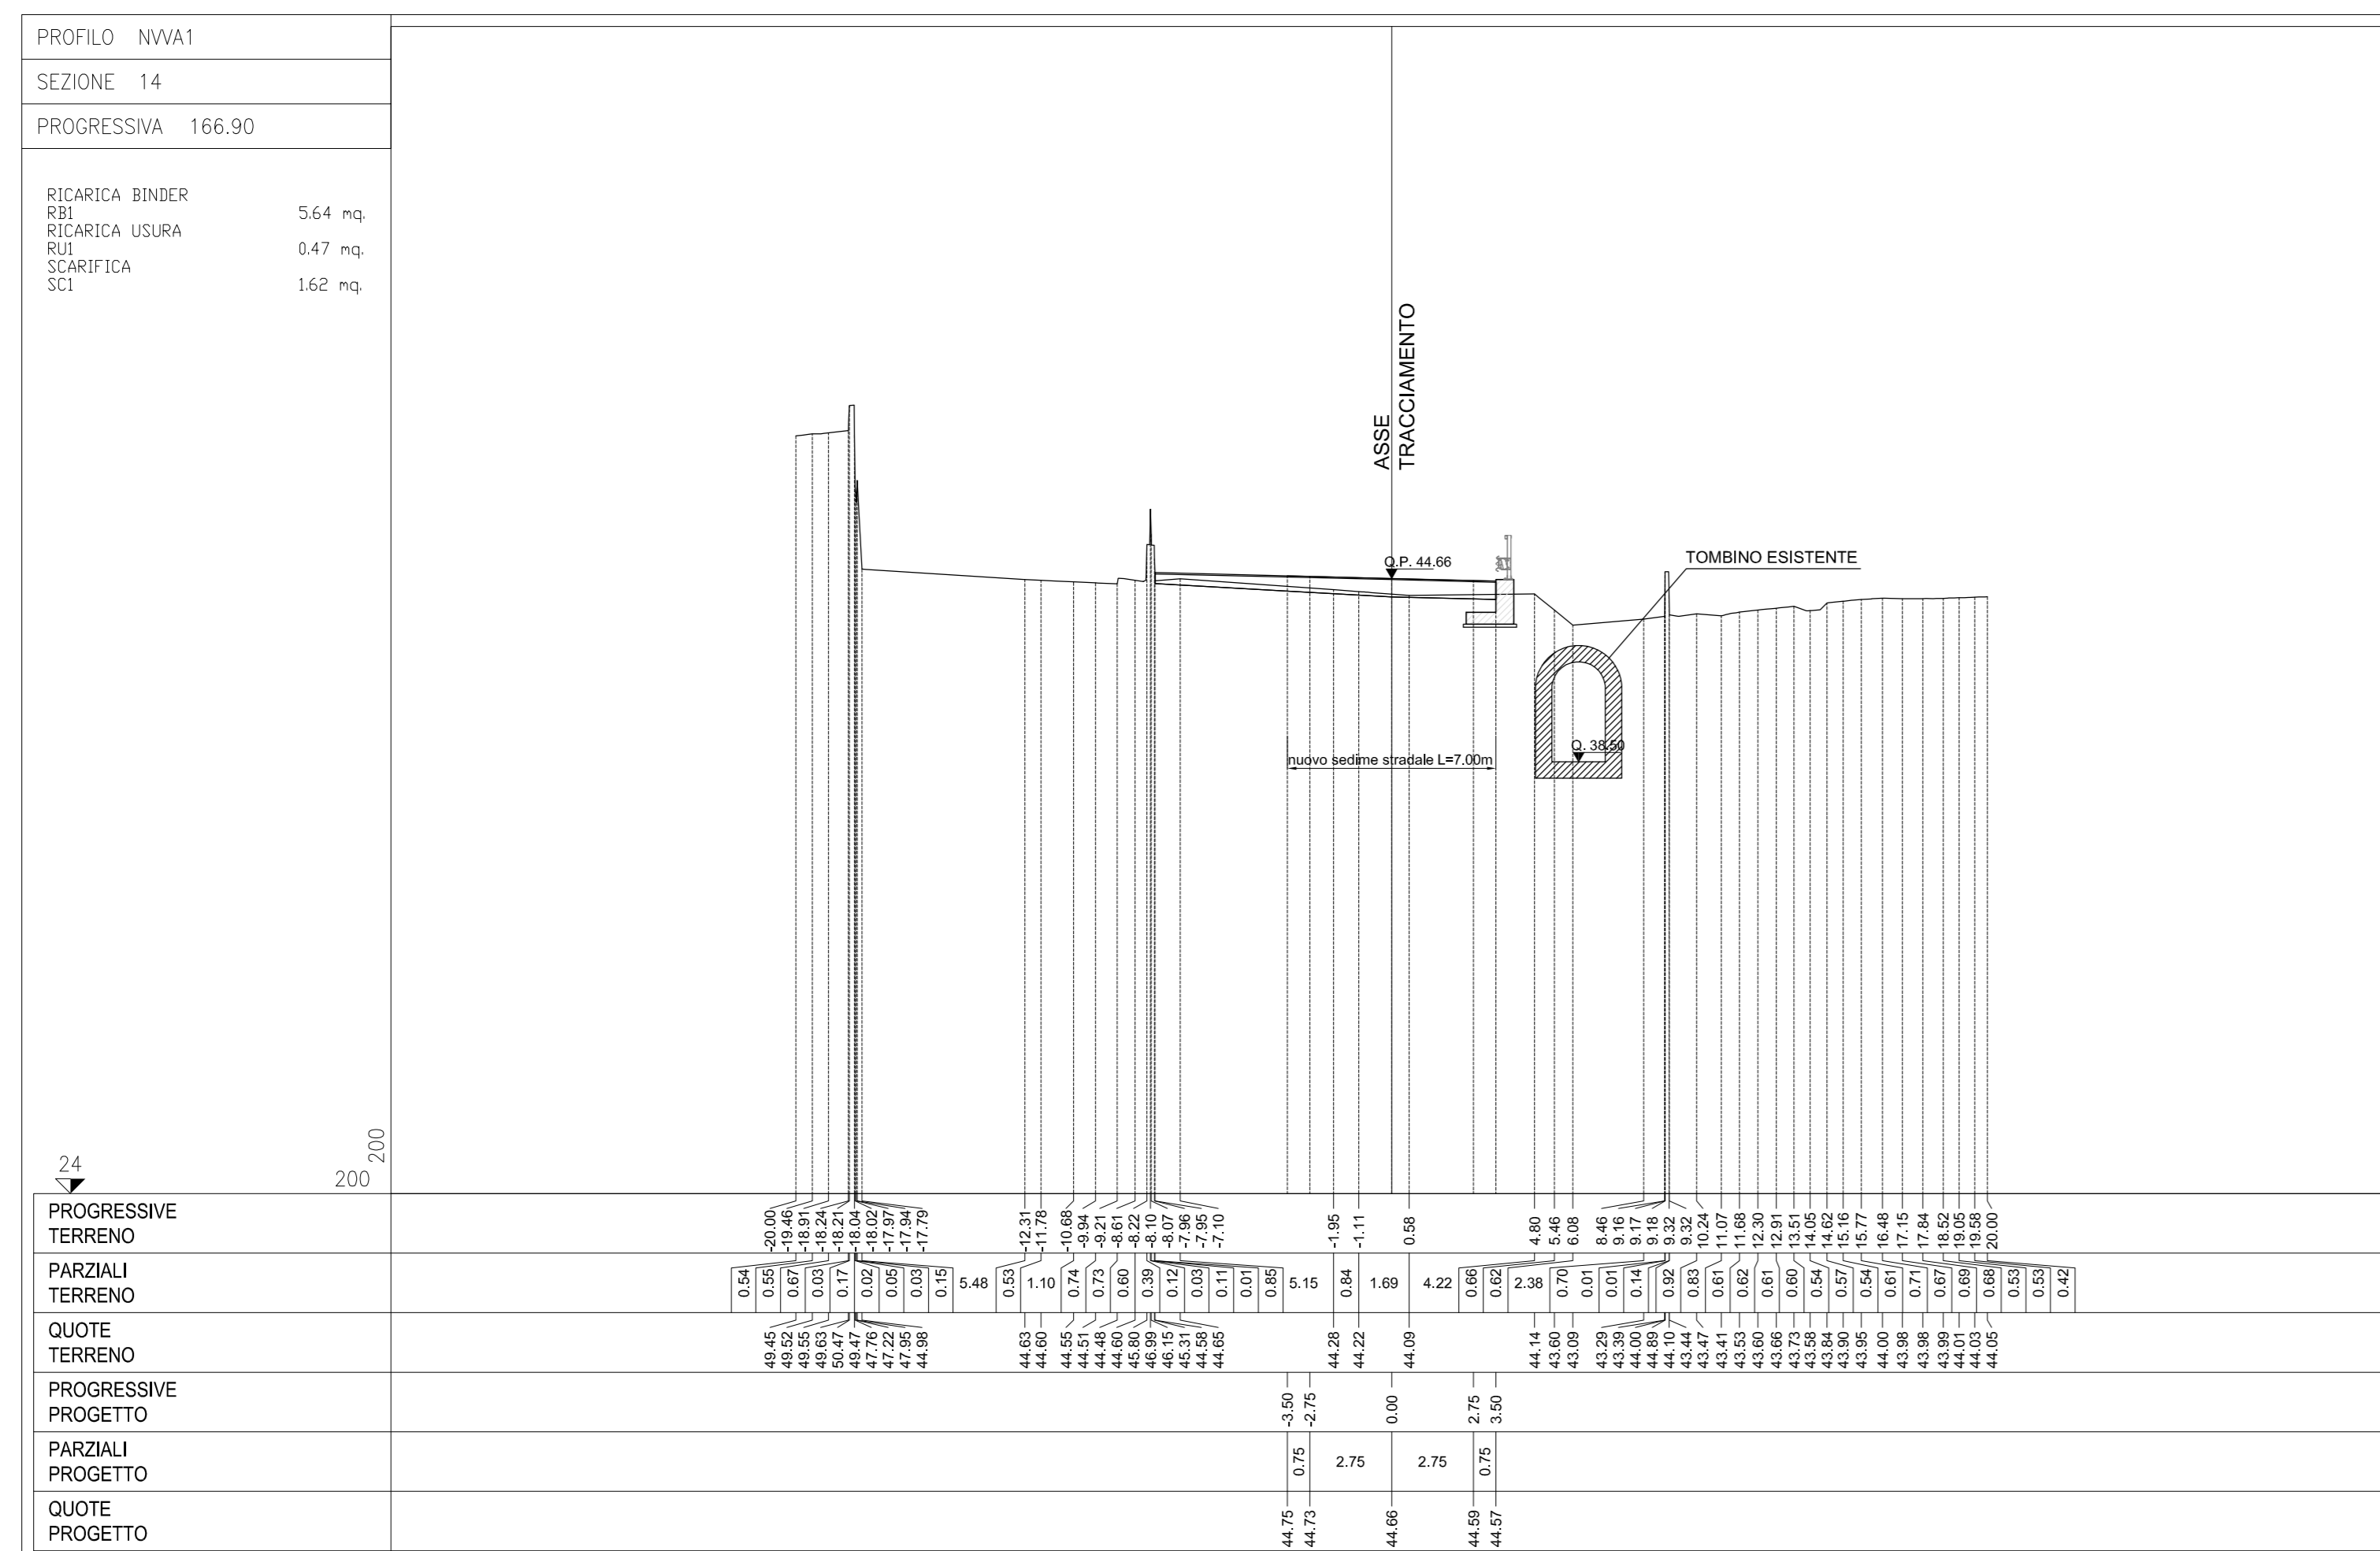 PROFILO NVVA1
SEZIONE 14
PROGRESSIVA 166.90
RICARICA BINDER
RB1 5.64 mq.
RICARICA USURA
RU1 0.47 mq.
SCARIFICA
SC1 1.62 mq.
ASSE
TRACCIAMENTO
Q.P. 44.66
TOMBINO ESISTENTE
Q. 38.50
nuovo sedime stradale L=7.00m
24
200
200
PROGRESSIVE
TERRENO
-20.00 -19.46 -18.91 -18.24 -18.21 -18.04 -18.02 -17.97 -17.94 -17.79 -12.31 -11.78 -10.68 -9.94 -9.21 -8.61 -8.22 -8.10 -8.07 -7.96 -7.95 -7.10 -1.95 -1.11 0.58 4.80 5.46 6.08 8.46 9.16 9.17 9.18 9.32 9.32 10.24 11.07 11.68 12.30 12.91 13.51 14.05 14.62 15.16 15.77 16.48 17.15 17.84 18.52 19.05 19.58 20.00
PARZIALI
TERRENO
0.54 0.55 0.67 0.03 0.17 0.02 0.05 0.03 0.15 5.48 0.53 1.10 0.74 0.73 0.60 0.39 0.12 0.03 0.11 0.01 0.85 5.15 0.84 1.69 4.22 0.66 0.62 2.38 0.70 0.01 0.01 0.14 0.92 0.83 0.61 0.62 0.61 0.60 0.54 0.57 0.54 0.61 0.71 0.67 0.69 0.68 0.53 0.53 0.42
QUOTE
TERRENO
49.45 49.52 49.55 49.63 50.47 49.47 47.76 47.22 47.95 44.98 44.63 44.60 44.55 44.51 44.48 44.60 45.80 46.99 46.15 45.31 44.58 44.65 44.28 44.22 44.09 44.14 43.60 43.09 43.29 43.39 44.00 44.89 44.10 43.44 43.47 43.41 43.53 43.60 43.66 43.73 43.58 43.84 43.90 43.95 44.00 43.98 43.98 43.99 44.01 44.03 44.05
PROGRESSIVE
PROGETTO
-3.50 -2.75 0.00 2.75 3.50
PARZIALI
PROGETTO
0.75 2.75 2.75 0.75
QUOTE
PROGETTO
44.75 44.73 44.66 44.59 44.57